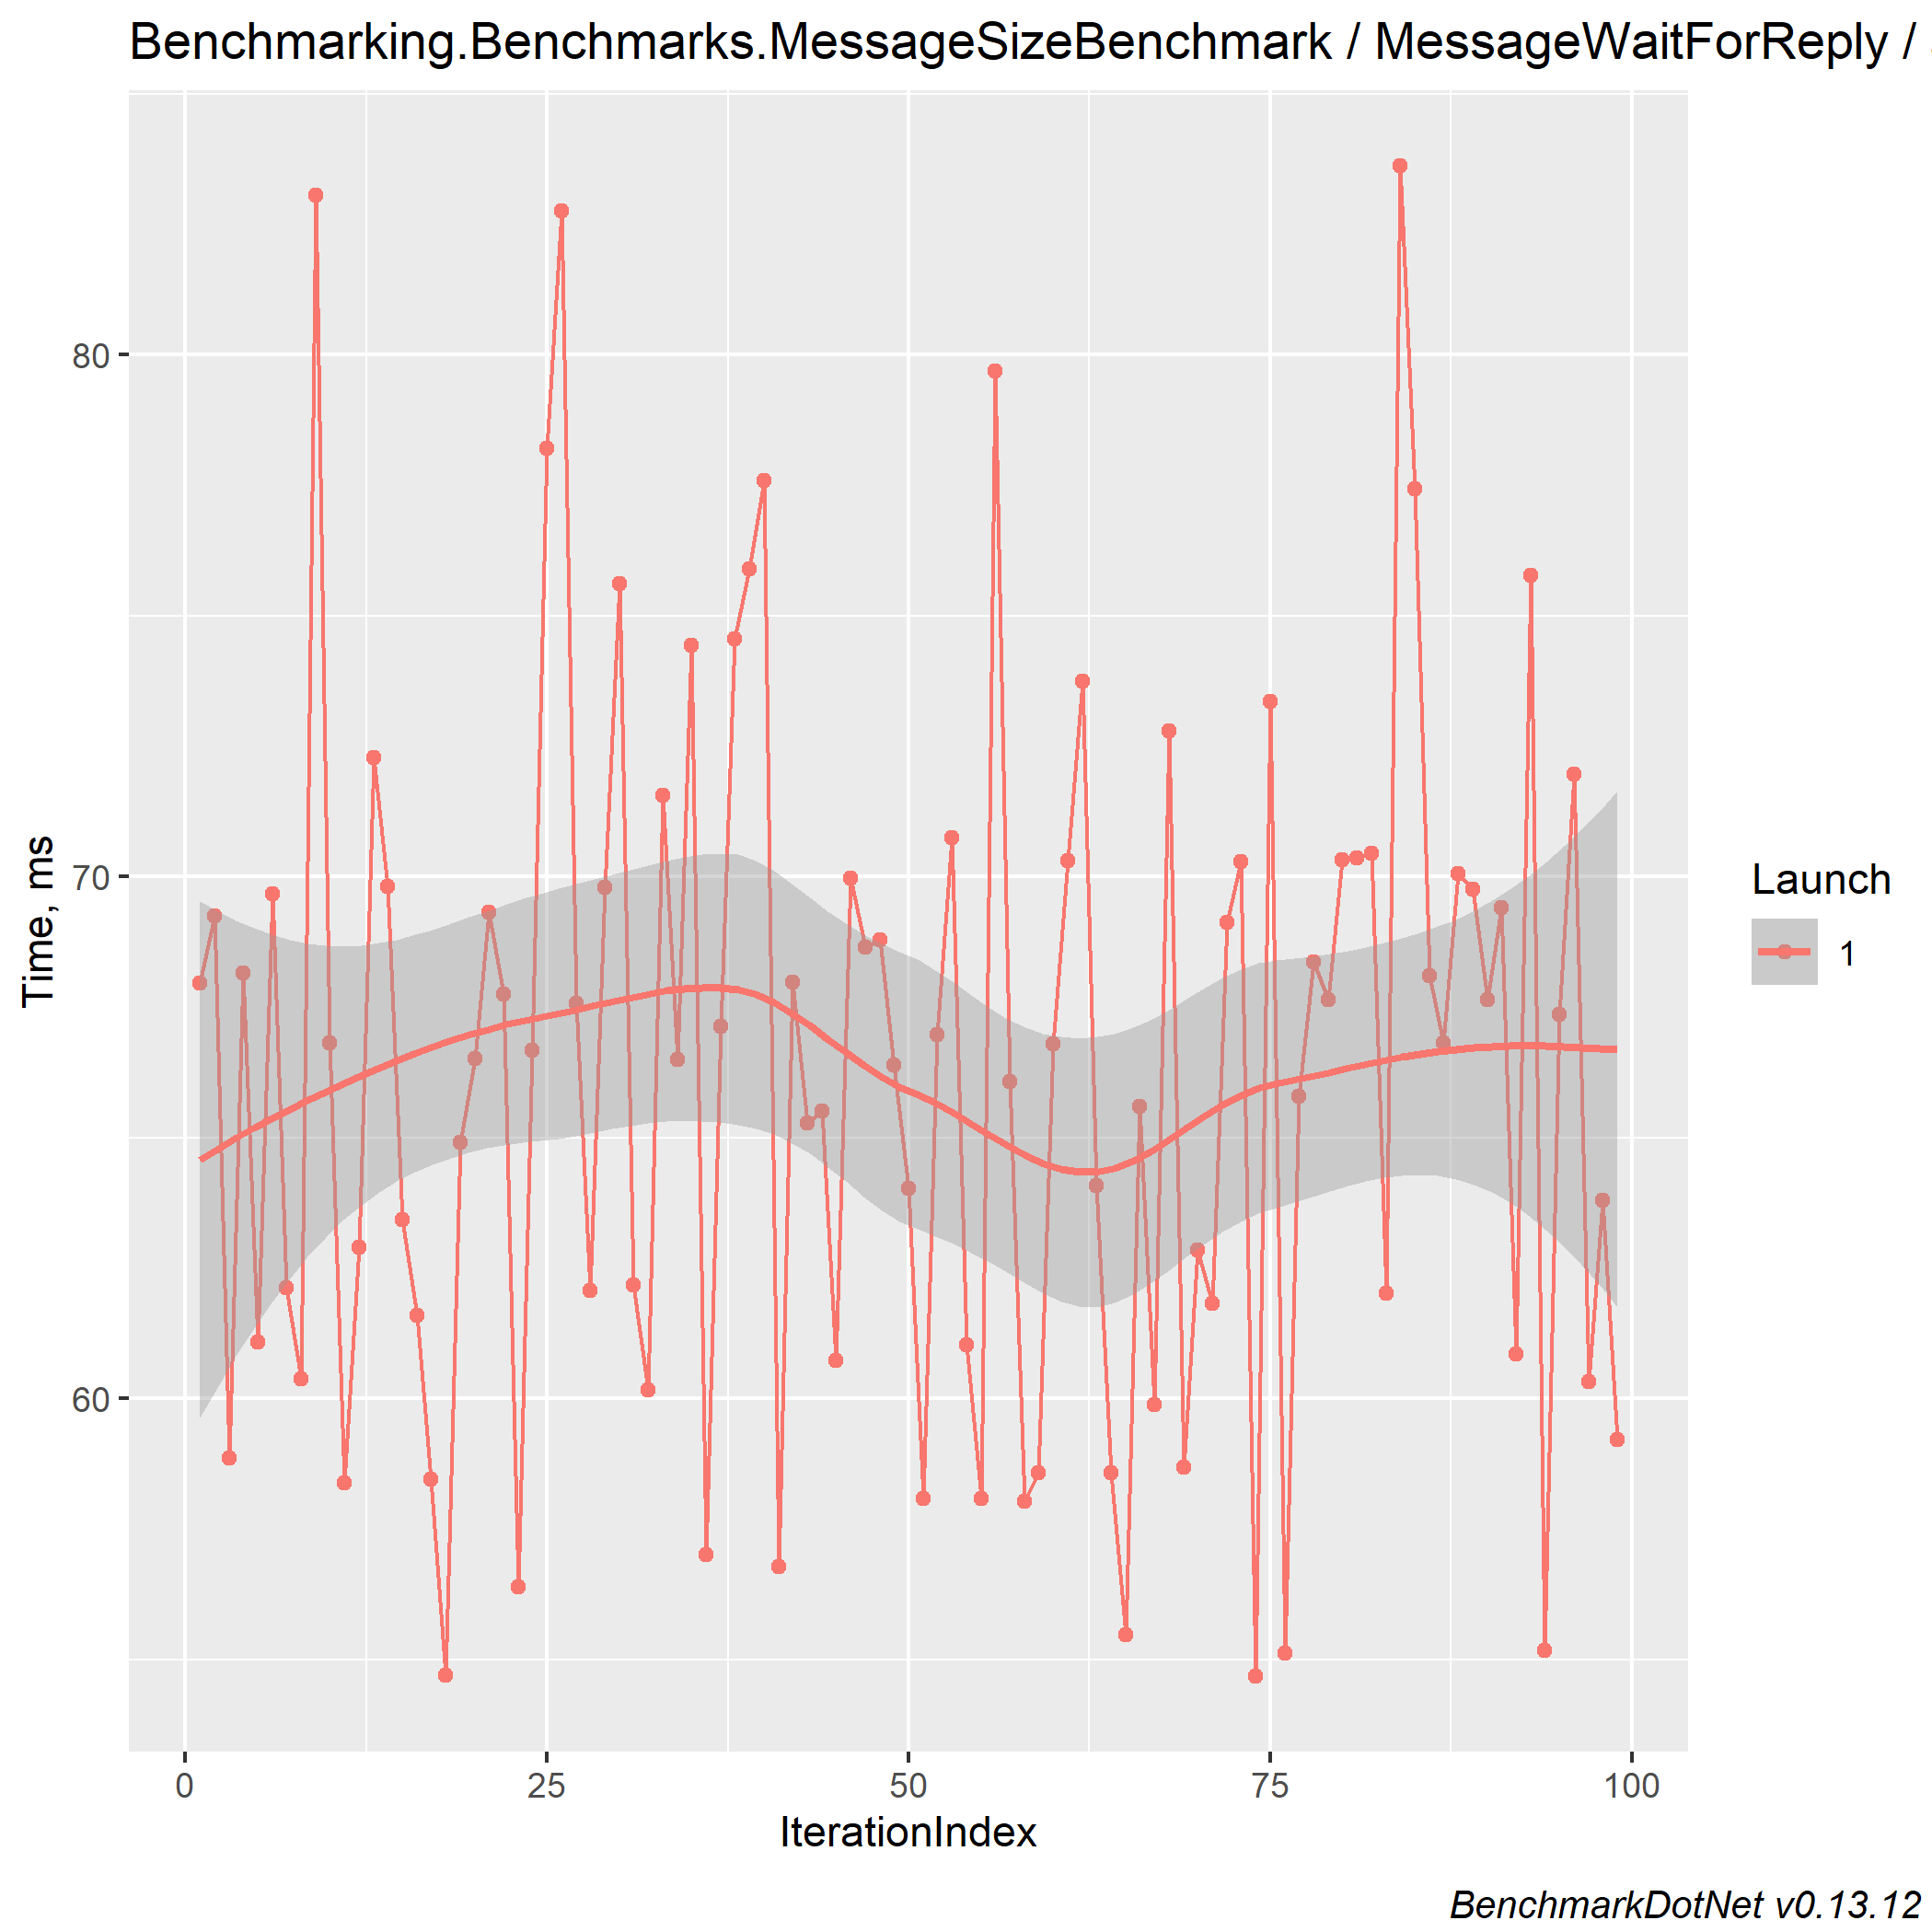 Benchmarking.Benchmarks.MessageSizeBenchmark / MessageWaitForReply /
80
70
60
Time, ms
0 25 50 75 100
IterationIndex
Launch
1
BenchmarkDotNet v0.13.12